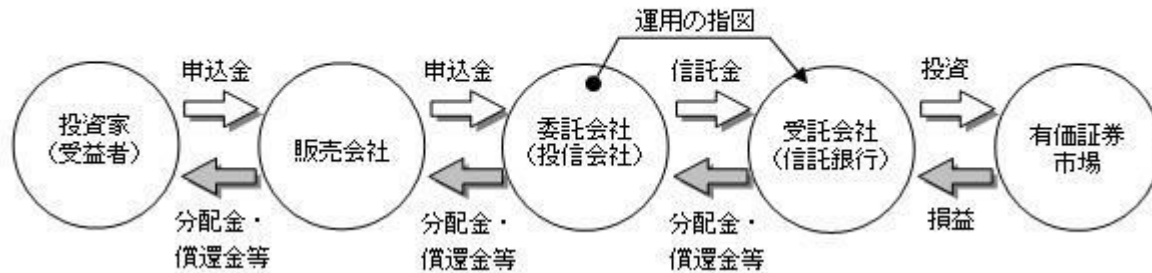 運用の指図
申込金
申込金
信託金
投資
投資家
(受益者)
販売会社
委託会社
(投信会社)
受託会社
(信託銀行)
有価証券
市場
分配金・
償還金等
分配金・
償還金等
分配金・
償還金等
損益